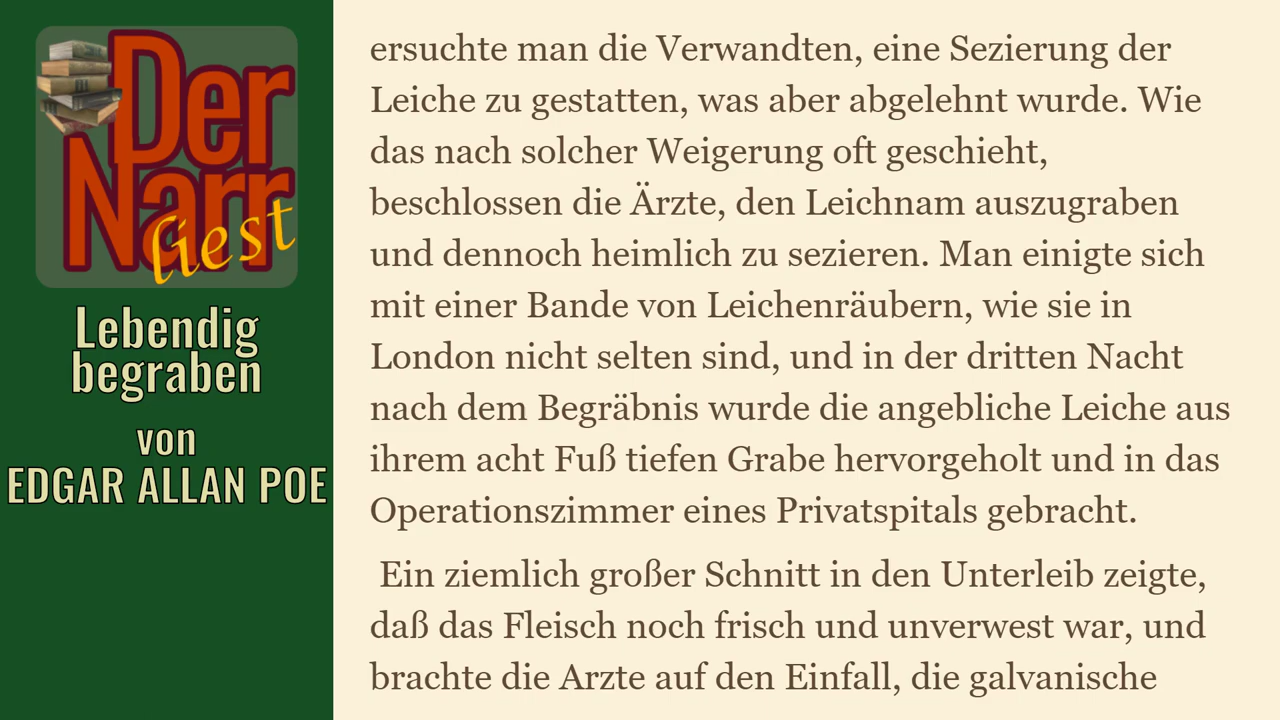 Der
Narr
liest
Lebendig
begraben
von
EDGAR ALLAN POE
ersuchte man die Verwandten, eine Sezierung der
Leiche zu gestatten, was aber abgelehnt wurde. Wie
das nach solcher Weigerung oft geschieht,
beschlossen die Ärzte, den Leichnam auszugraben
und dennoch heimlich zu sezieren. Man einigte sich
mit einer Bande von Leichenräubern, wie sie in
London nicht selten sind, und in der dritten Nacht
nach dem Begräbnis wurde die angebliche Leiche aus
ihrem acht Fuß tiefen Grabe hervorgeholt und in das
Operationszimmer eines Privatspitals gebracht.
Ein ziemlich großer Schnitt in den Unterleib zeigte,
daß das Fleisch noch frisch und unverwest war, und
brachte die Arzte auf den Einfall, die galvanische